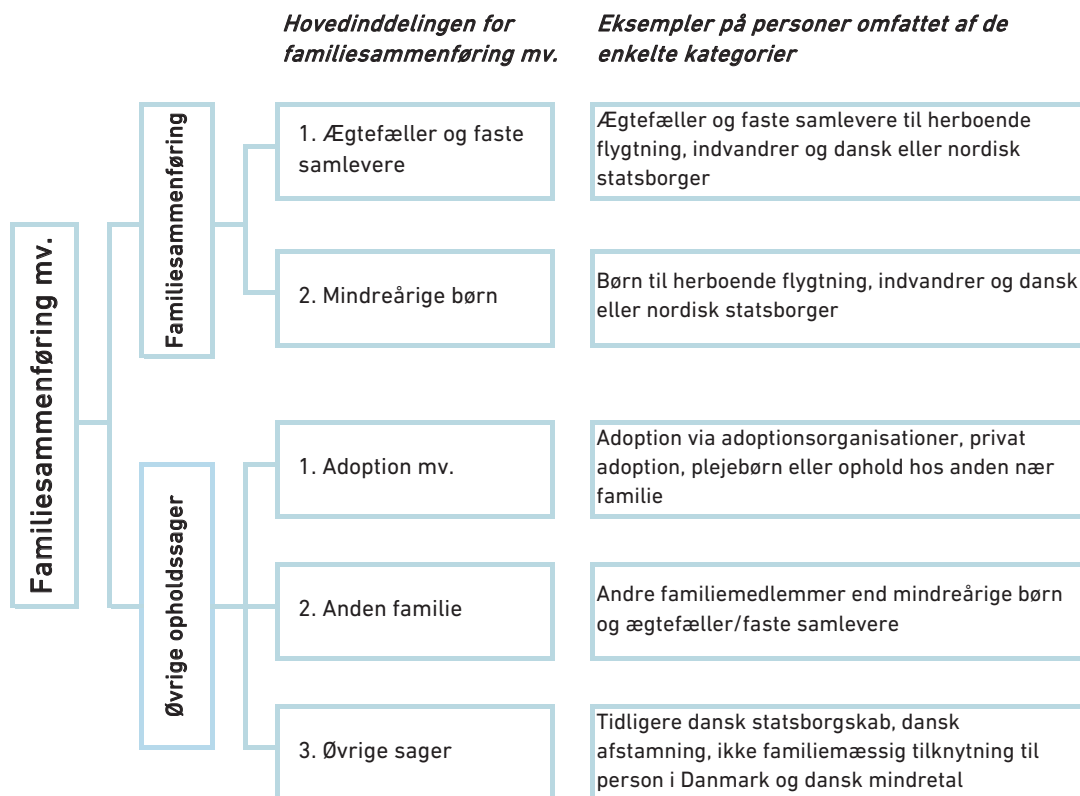 Hovedinddelingen for
familiesammenføring mv.
Eksempler på personer omfattet af de
enkelte kategorier
Familiesammenføring mv.
Familiesammenføring
1. Ægtefæller og faste
samlevere
Ægtefæller og faste samlevere til herboende
flygtning, indvandrer og dansk eller nordisk
statsborger
2. Mindreårige børn
Børn til herboende flygtning, indvandrer og dansk
eller nordisk statsborger
Øvrige opholdssager
1. Adoption mv.
Adoption via adoptionsorganisationer, privat
adoption, plejebørn eller ophold hos anden nær
familie
2. Anden familie
Andre familiemedlemmer end mindreårige børn
og ægtefæller/faste samlevere
3. Øvrige sager
Tidligere dansk statsborgskab, dansk
afstamning, ikke familiemæssig tilknytning til
person i Danmark og dansk mindretal